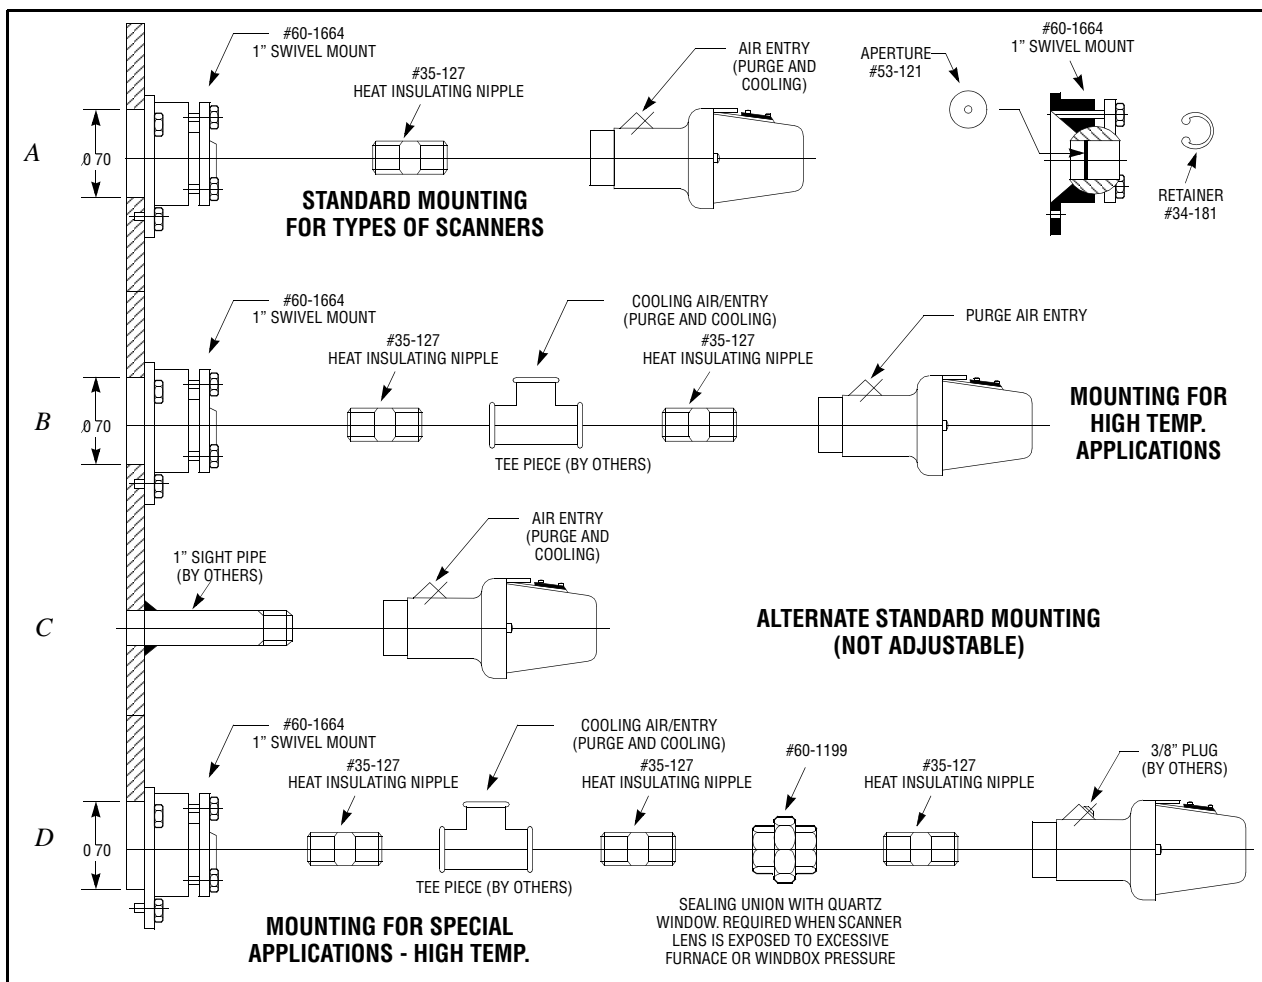 #60-1664
1” SWIVEL MOUNT
#35-127
HEAT INSULATING NIPPLE
AIR ENTRY
(PURGE AND
COOLING)
APERTURE
#53-121
#60-1664
1” SWIVEL MOUNT
RETAINER
#34-181
A
Ø 70
STANDARD MOUNTING
FOR TYPES OF SCANNERS
#60-1664
1” SWIVEL MOUNT
#35-127
HEAT INSULATING NIPPLE
COOLING AIR/ENTRY
(PURGE AND COOLING)
#35-127
HEAT INSULATING NIPPLE
PURGE AIR ENTRY
B
Ø 70
TEE PIECE (BY OTHERS)
MOUNTING FOR
HIGH TEMP.
APPLICATIONS
1” SIGHT PIPE
(BY OTHERS)
AIR ENTRY
(PURGE AND
COOLING)
C
ALTERNATE STANDARD MOUNTING
(NOT ADJUSTABLE)
#60-1664
1” SWIVEL MOUNT
#35-127
HEAT INSULATING NIPPLE
COOLING AIR/ENTRY
(PURGE AND COOLING)
#35-127
HEAT INSULATING NIPPLE
#60-1199
#35-127
HEAT INSULATING NIPPLE
3/8” PLUG
(BY OTHERS)
D
0 70
TEE PIECE (BY OTHERS)
MOUNTING FOR SPECIAL
APPLICATIONS - HIGH TEMP.
SEALING UNION WITH QUARTZ
WINDOW. REQUIRED WHEN SCANNER
LENS IS EXPOSED TO EXCESSIVE
FURNACE OR WINDBOX PRESSURE